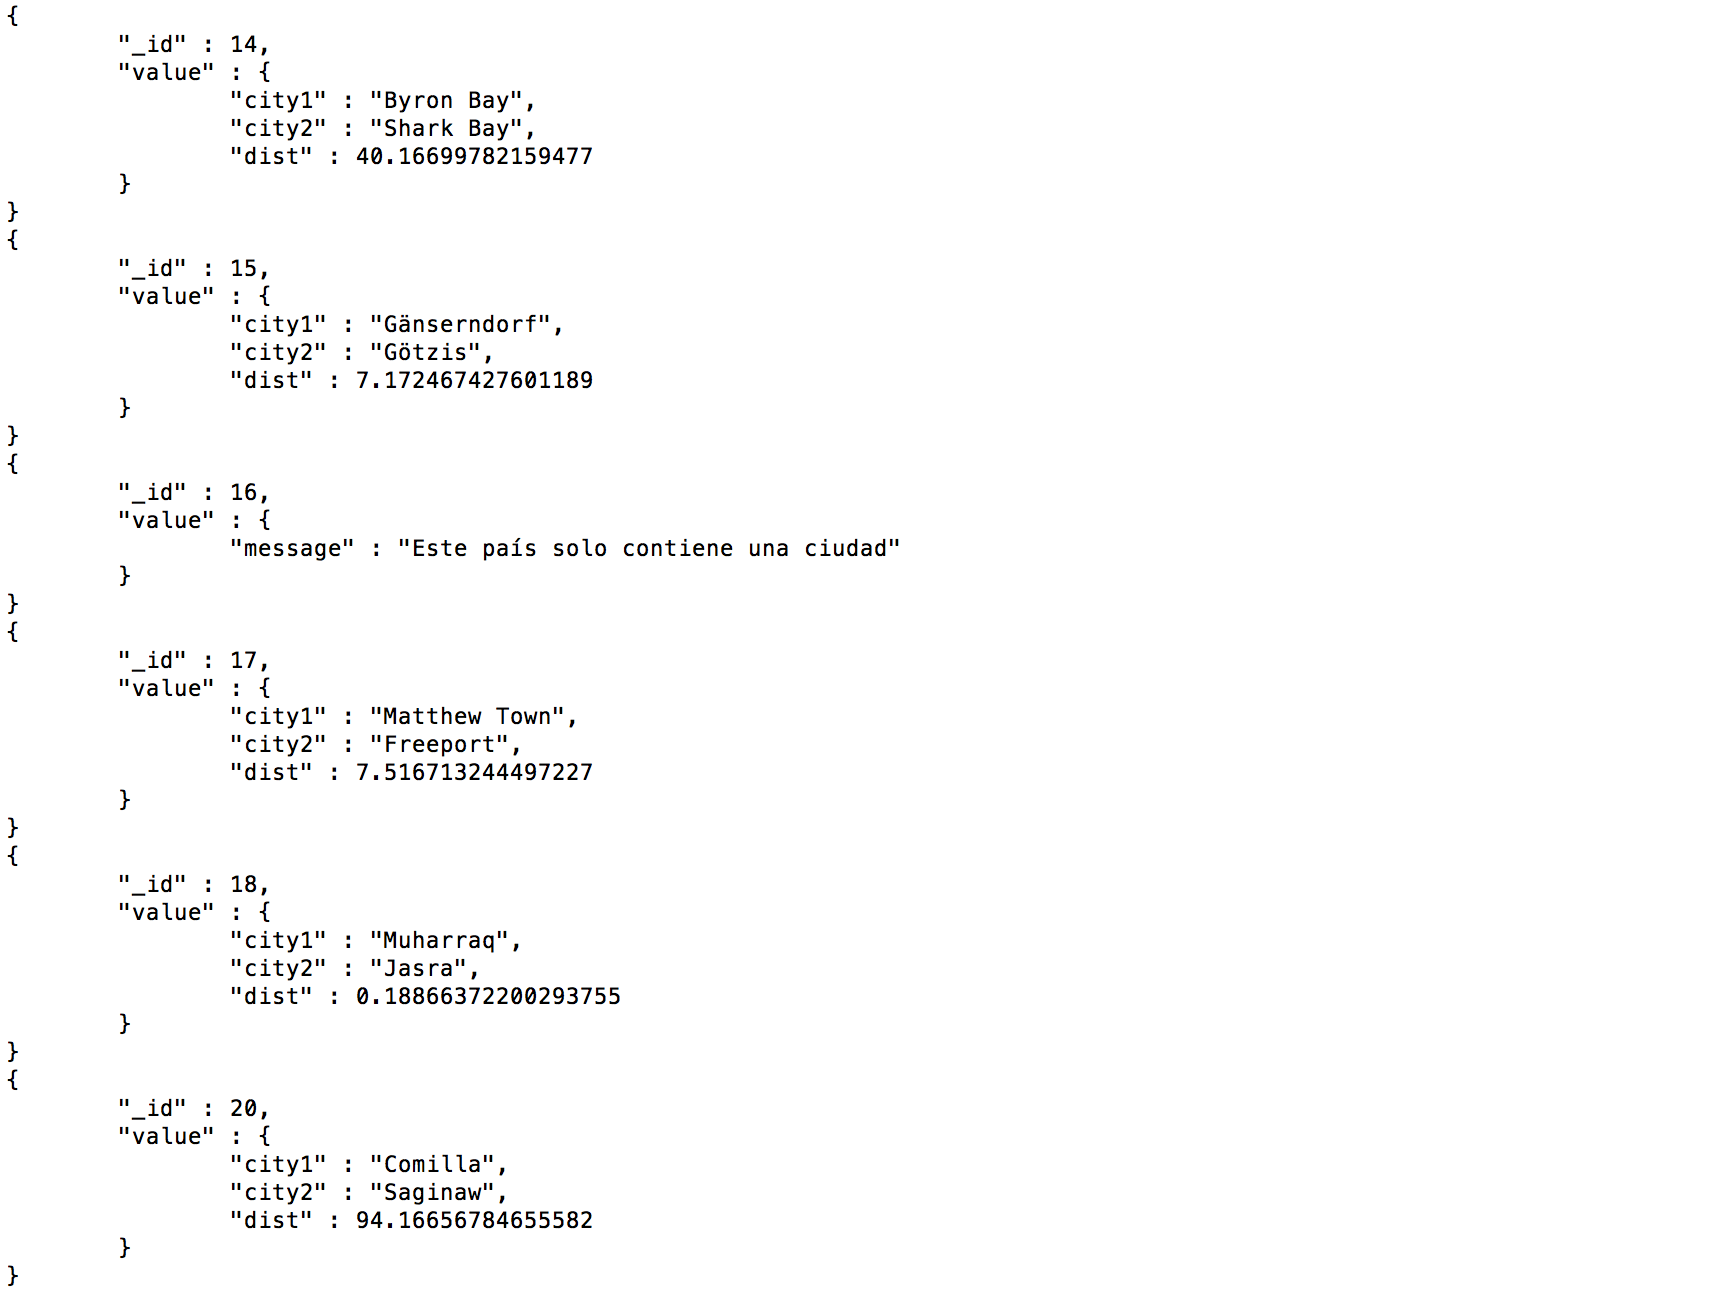 {
        "_id" : 14,
        "value" : {
                "city1" : "Byron Bay",
                "city2" : "Shark Bay",
                "dist" : 40.16699782159477
        }
}
{
        "_id" : 15,
        "value" : {
                "city1" : "Gänserndorf",
                "city2" : "Götzis",
                "dist" : 7.172467427601189
        }
}
{
        "_id" : 16,
        "value" : {
                "message" : "Este país solo contiene una ciudad"
        }
}
{
        "_id" : 17,
        "value" : {
                "city1" : "Matthew Town",
                "city2" : "Freeport",
                "dist" : 7.516713244497227
        }
}
{
        "_id" : 18,
        "value" : {
                "city1" : "Muharraq",
                "city2" : "Jasra",
                "dist" : 0.18866372200293755
        }
}
{
        "_id" : 20,
        "value" : {
                "city1" : "Comilla",
                "city2" : "Saginaw",
                "dist" : 94.16656784655582
        }
}